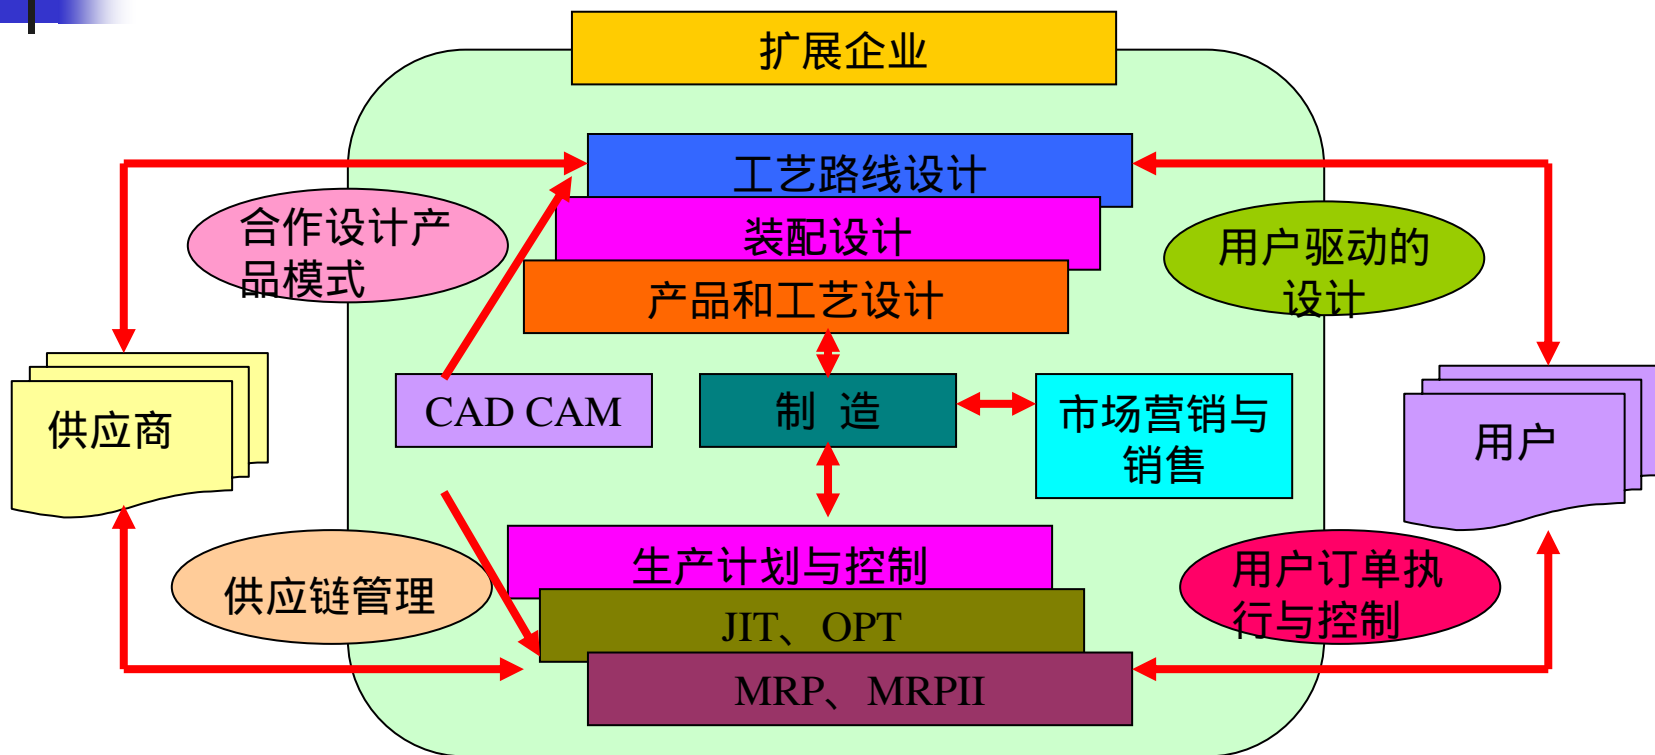 扩展企业
工艺路线设计
装配设计
产品和工艺设计
合作设计产
品模式
用户驱动的
设计
供应商
CAD CAM
制 造
市场营销与
销售
用户
生产计划与控制
JIT、OPT
MRP、MRPII
供应链管理
用户订单执
行与控制